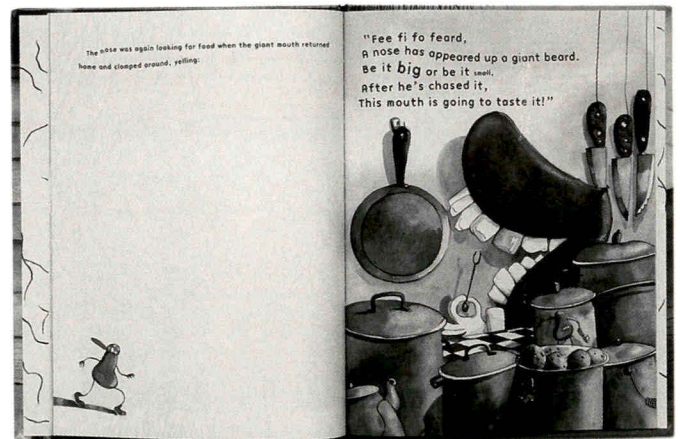 The nose was again looking for food when the giant mouth returned
home and clomped around, yelling:
"Fee fi fo feard,
A nose has appeared up a giant beard.
Be it big or be it small,
After he's chased it,
This mouth is going to taste it!"